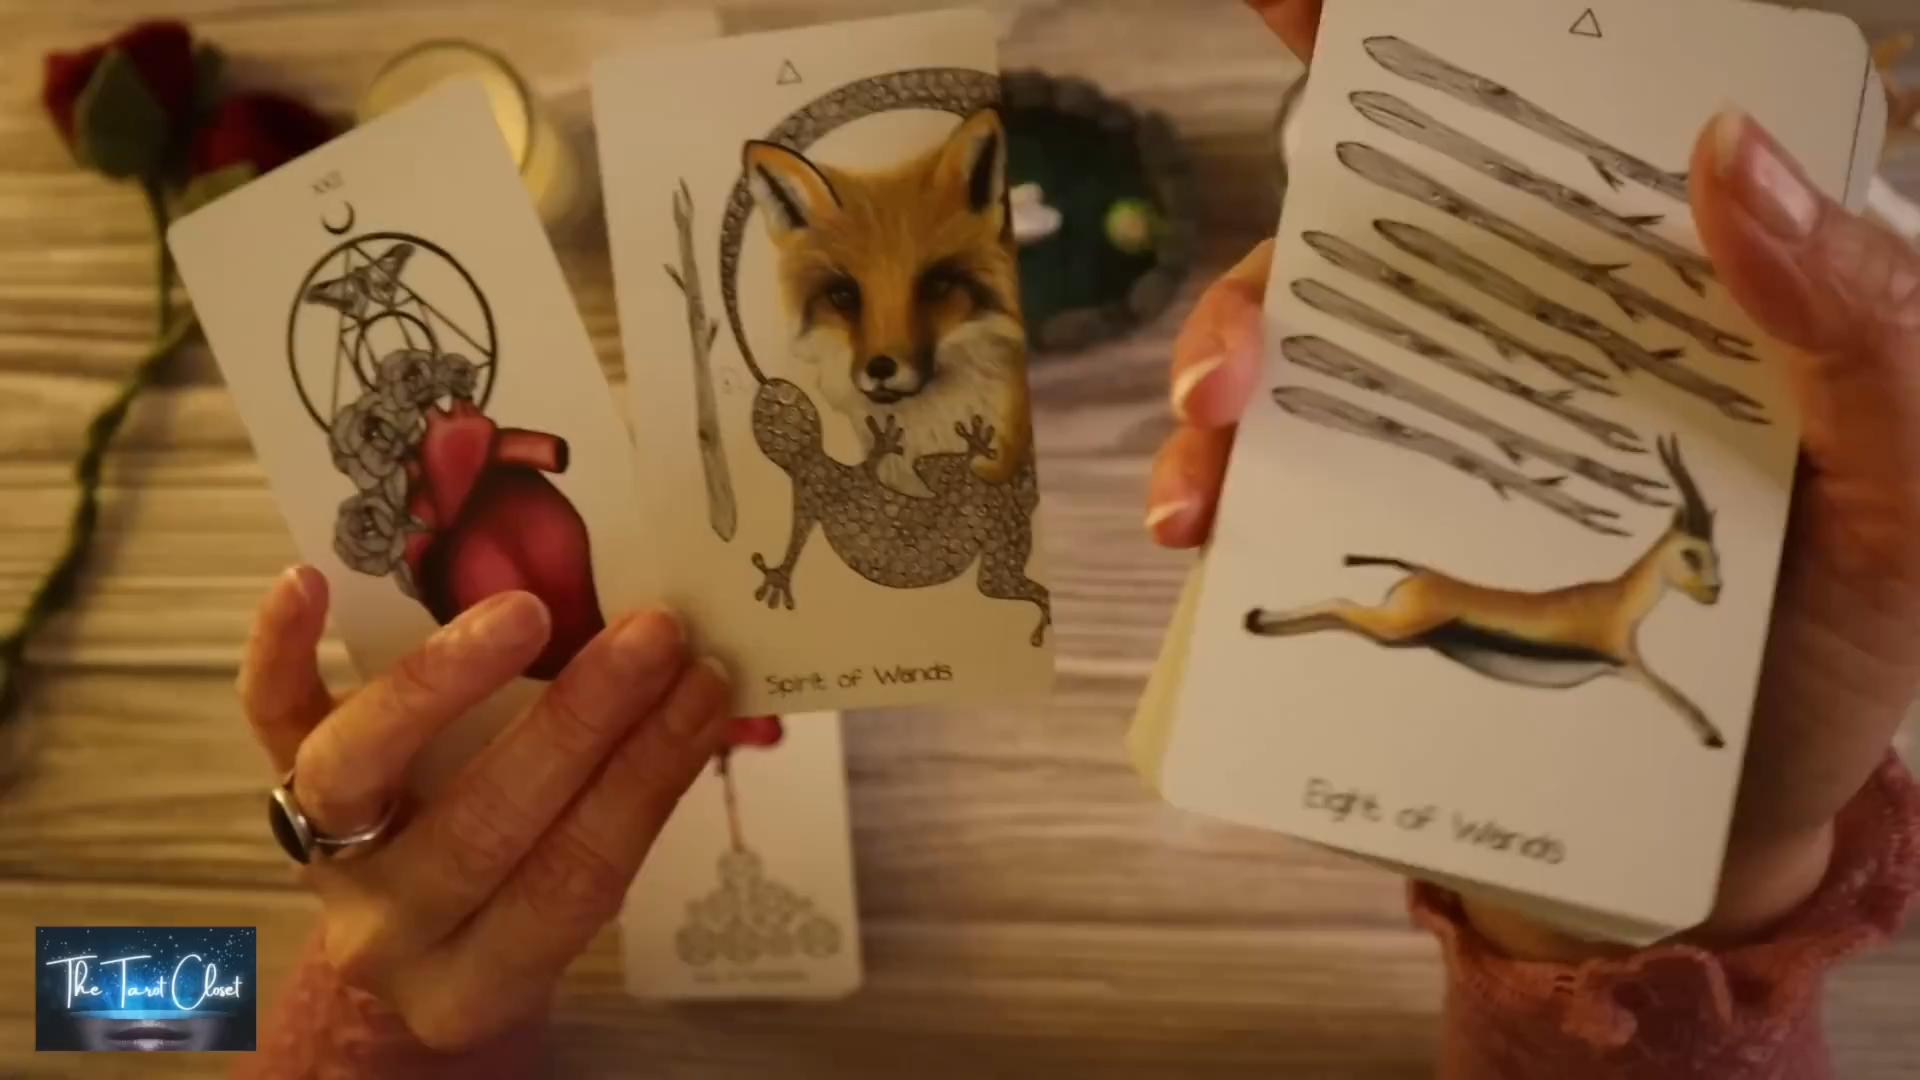 XXI
Spirit of Wands
Eight of Wands
The Tarot Closet